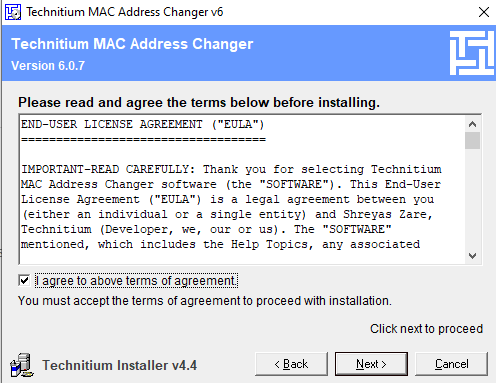 Technitium MAC Address Changer v6
Technitium MAC Address Changer
Version 6.0.7
Please read and agree the terms below before installing.
END-USER LICENSE AGREEMENT ("EULA")
===================================
IMPORTANT-READ CAREFULLY: Thank you for selecting Technitium
MAC Address Changer software (the "SOFTWARE"). This End-User
License Agreement ("EULA") is a legal agreement between you
(either an individual or a single entity) and Shreyas Zare,
Technitium (Developer, we, our or us). The "SOFTWARE"
mentioned, which includes the Help Topics, any associated
I agree to above terms of agreement.
You must accept the terms of agreement to proceed with installation.
Click next to proceed
Technitium Installer v4.4
< Back
Next >
Cancel